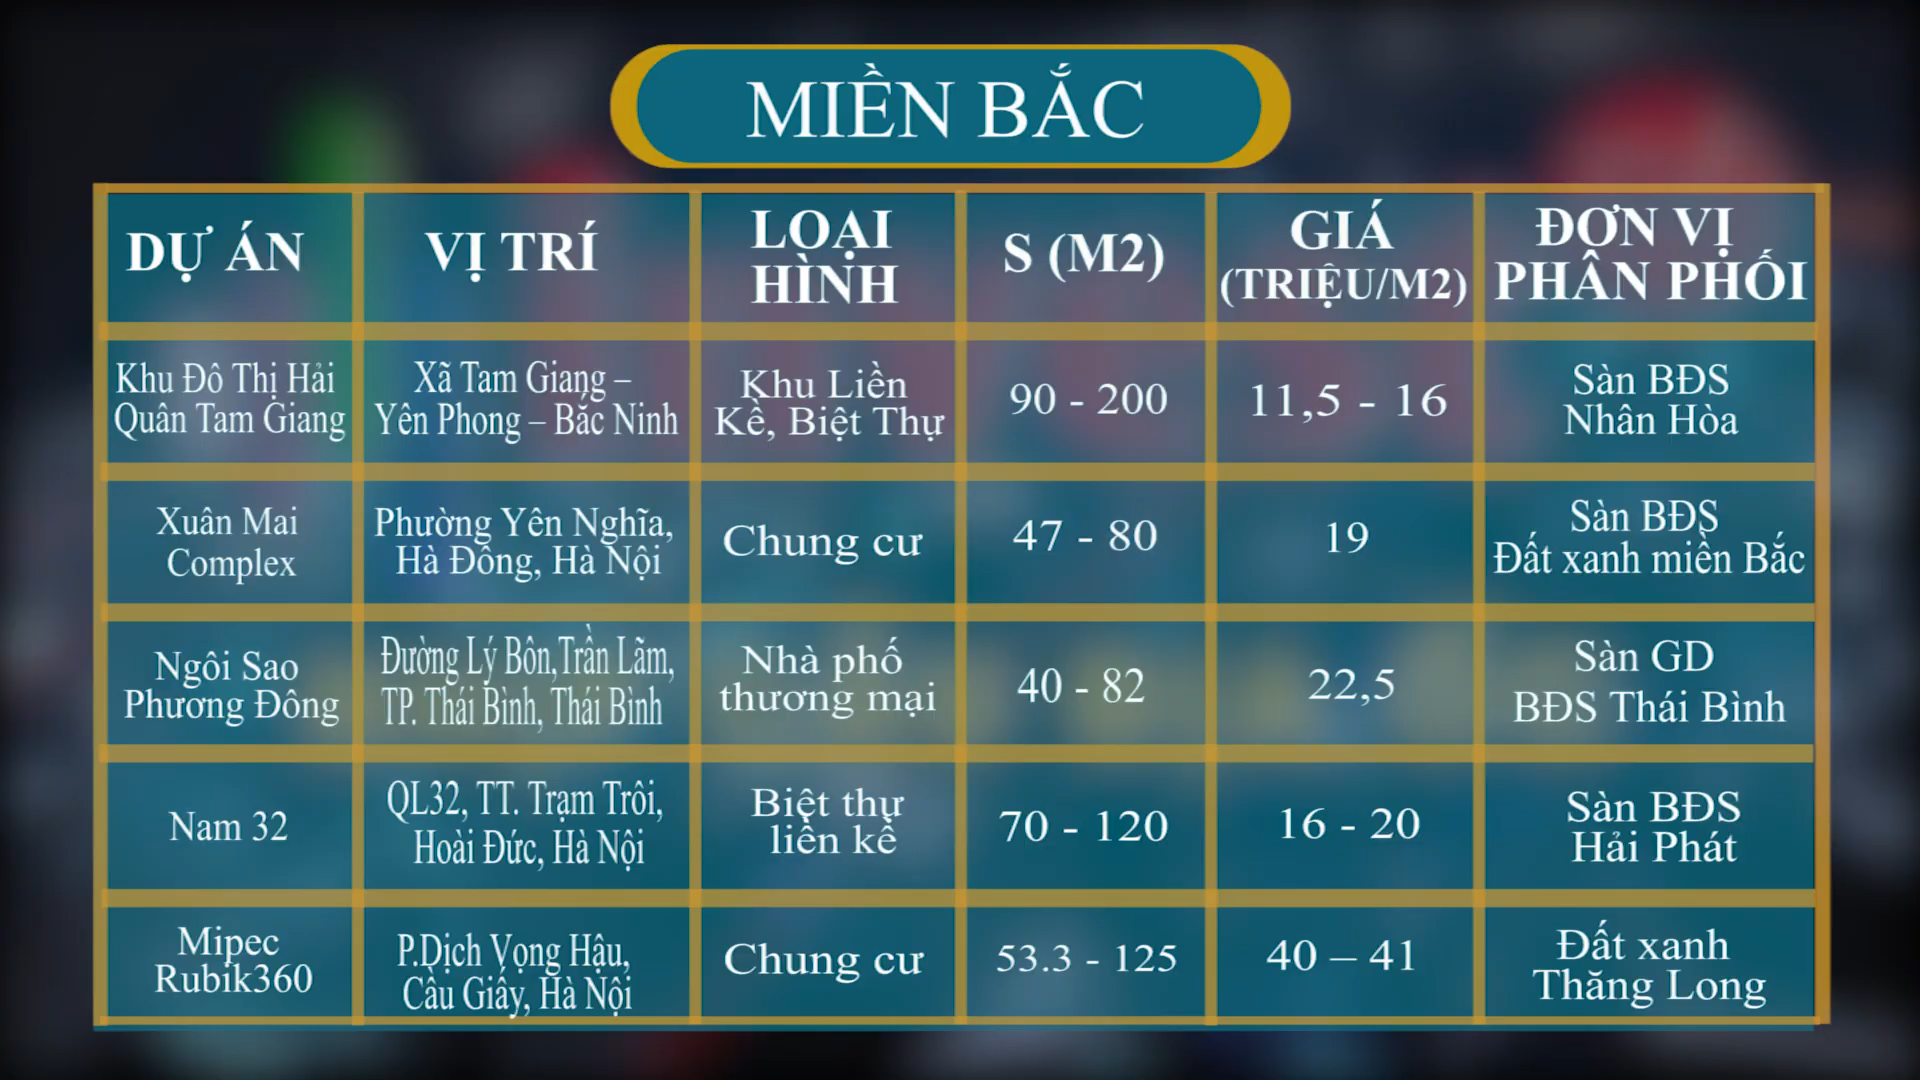 MIỀN BẮC
DỰ ÁN
VỊ TRÍ
LOẠI
HÌNH
S (M2)
GIÁ
(TRIỆU/M2)
ĐƠN VỊ
PHÂN PHỐI
Khu Đô Thị Hải
Quân Tam Giang
Xã Tam Giang –
Yên Phong – Bắc Ninh
Khu Liền
Kề, Biệt Thự
90 - 200
11,5 - 16
Sàn BĐS
Nhân Hòa
Xuân Mai
Complex
Phường Yên Nghĩa,
Hà Đông, Hà Nội
Chung cư
47 - 80
19
Sàn BĐS
Đất xanh miền Bắc
Ngôi Sao
Phương Đông
Đường Lý Bôn,Trần Lãm,
TP. Thái Bình, Thái Bình
Nhà phố
thương mại
40 - 82
22,5
Sàn GD
BĐS Thái Bình
Nam 32
QL32, TT. Trạm Trôi,
Hoài Đức, Hà Nội
Biệt thự
liền kề
70 - 120
16 - 20
Sàn BĐS
Hải Phát
Mipec
Rubik360
P.Dịch Vọng Hậu,
Cầu Giấy, Hà Nội
Chung cư
53.3 - 125
40 – 41
Đất xanh
Thăng Long